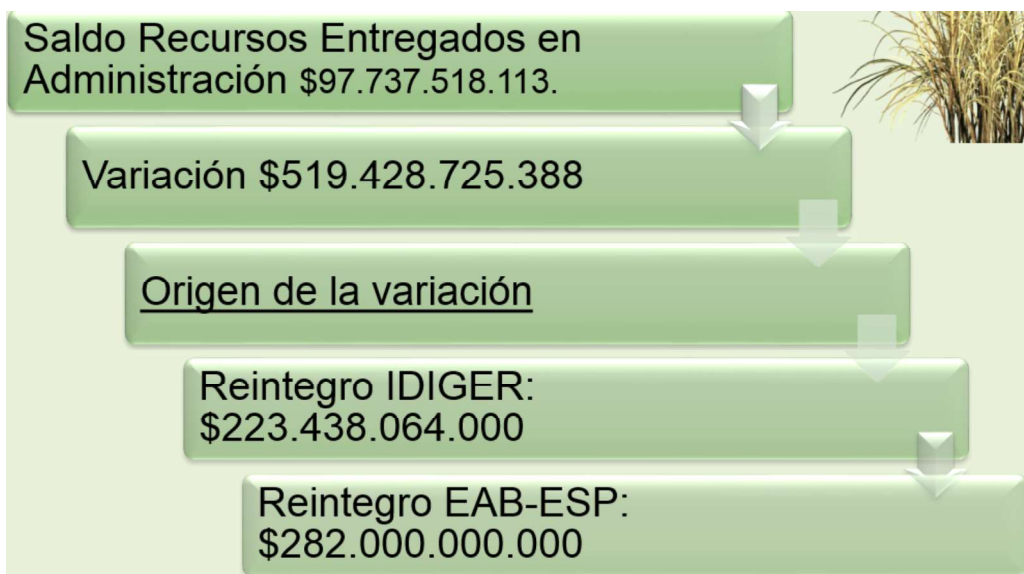 Saldo Recursos Entregados en
Administración $97.737.518.113.
Variación $519.428.725.388
Origen de la variación
Reintegro IDIGER:
$223.438.064.000
Reintegro EAB-ESP:
$282.000.000.000